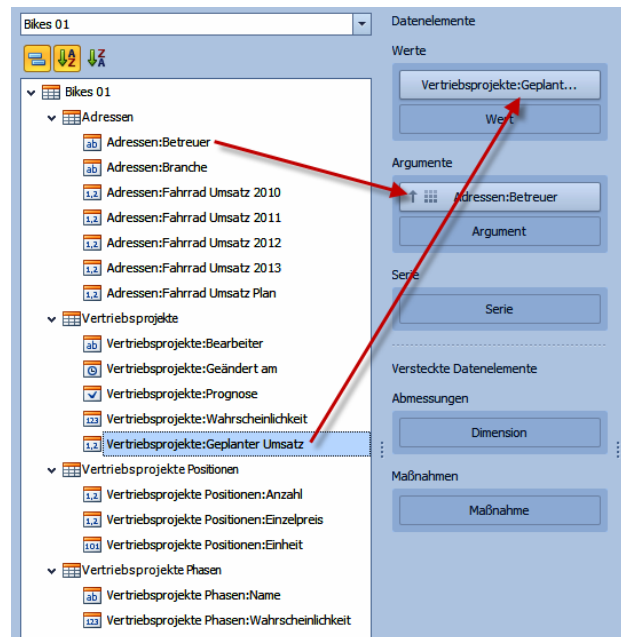 Bikes 01
Bikes 01
Adressen
Adressen:Betreuer
Adressen:Branche
Adressen:Fahrrad Umsatz 2010
Adressen:Fahrrad Umsatz 2011
Adressen:Fahrrad Umsatz 2012
Adressen:Fahrrad Umsatz 2013
Adressen:Fahrrad Umsatz Plan
Vertriebsprojekte
Vertriebsprojekte:Bearbeiter
Vertriebsprojekte:Geändert am
Vertriebsprojekte:Prognose
Vertriebsprojekte:Wahrscheinlichkeit
Vertriebsprojekte:Geplanter Umsatz
Vertriebsprojekte Positionen
Vertriebsprojekte Positionen:Anzahl
Vertriebsprojekte Positionen:Einzelpreis
Vertriebsprojekte Positionen:Einheit
Vertriebsprojekte Phasen
Vertriebsprojekte Phasen:Name
Vertriebsprojekte Phasen:Wahrscheinlichkeit
Datenelemente
Werte
Vertriebsprojekte:Geplant...
Wert
Argumente
Adressen:Betreuer
Argument
Serie
Serie
Versteckte Datenelemente
Abmessungen
Dimension
Maßnahmen
Maßnahme